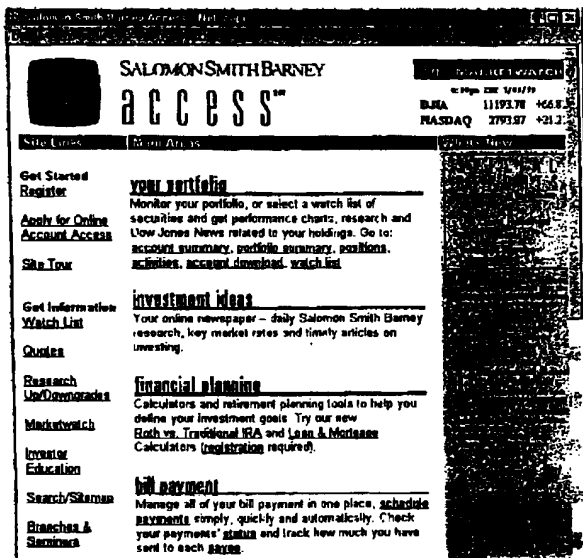 Salomon Smith Barney Access - Netscape
SALOMON SMITH BARNEY
access℠
DJIA 11193.70 +66.8
NASDAQ 2793.97 +21.2
Site Links
Main Areas
What's New
Get Started
Register
Apply for Online
Account Access
Site Tour
Get Information
Watch List
Quotes
Research
Up/Downgrades
Marketwatch
Investor
Education
Search/Sitemap
Branches &
Seminars
your portfolio
Monitor your portfolio, or select a watch list of
securities and get performance charts, research and
Dow Jones News related to your holdings. Go to:
account summary, portfolio summary, positions,
activities, account download, watch list
investment ideas
Your online newspaper – daily Salomon Smith Barney
research, key market rates and timely articles on
investing.
financial planning
Calculators and retirement planning tools to help you
define your investment goals. Try our new
Roth vs. Traditional IRA and Loan & Mortgage
Calculators (registration required).
bill payment
Manage all of your bill payment in one place, schedule
payments simply, quickly and automatically. Check
your payments' status and track how much you have
sent to each payee.